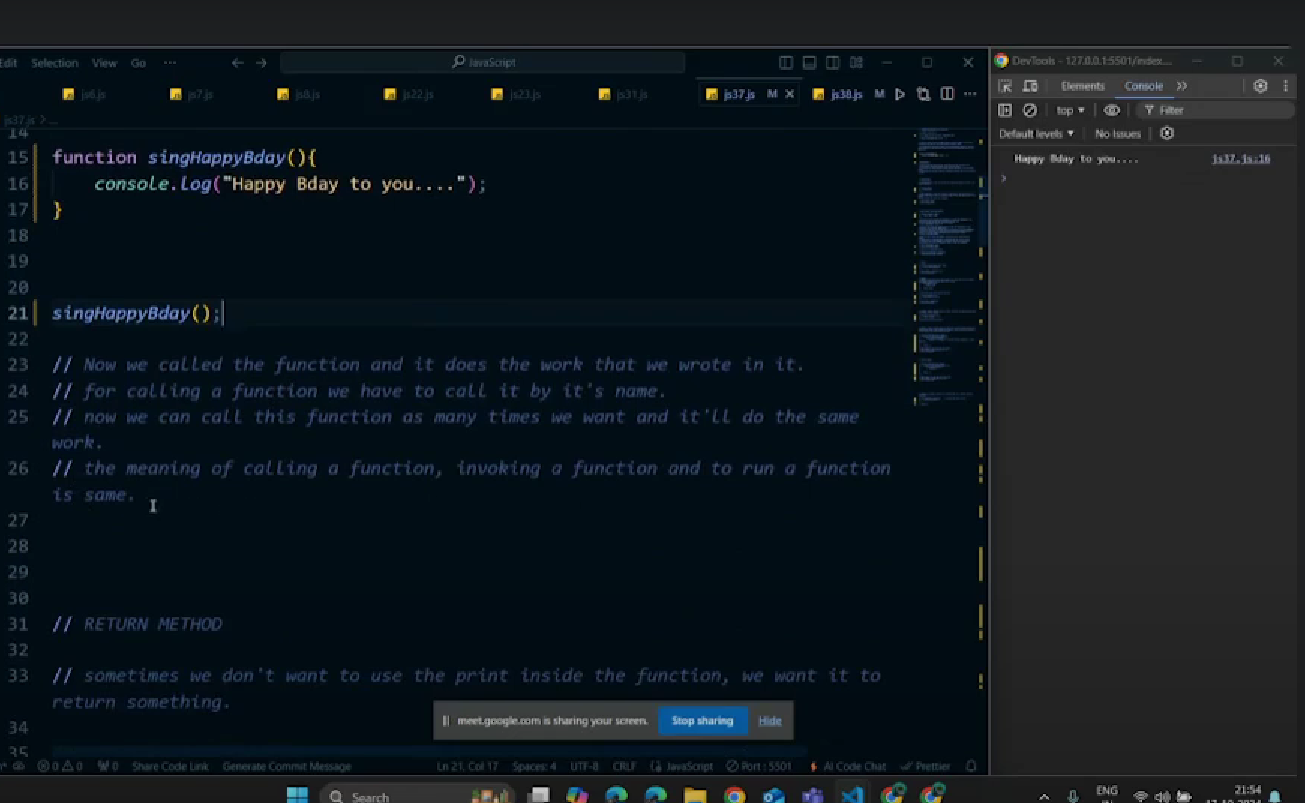 Edit Selection View Go ··· JavaScript
js6.js js7.js js8.js js22.js js23.js js31.js js37.js M js38.js M
js37.js > ...
14
15 function singHappyBday(){
16 console.log("Happy Bday to you....");
17 }
18
19
20
21 singHappyBday();
22
23 // Now we called the function and it does the work that we wrote in it.
24 // for calling a function we have to call it by it's name.
25 // now we can call this function as many times we want and it'll do the same
work.
26 // the meaning of calling a function, invoking a function and to run a function
is same.
27
28
29
30
31 // RETURN METHOD
32
33 // sometimes we don't want to use the print inside the function, we want it to
return something.
34
35
meet.google.com is sharing your screen. Stop sharing Hide
0 0 0 Share Code Link Generate Commit Message Ln 21, Col 17 Spaces: 4 UTF-8 CRLF JavaScript Port : 5501 AI Code Chat Prettier
DevTools - 127.0.0.1:5501/index...
Elements Console
top Filter
Default levels No Issues
Happy Bday to you.... js37.js:16
Search
ENG 21:54